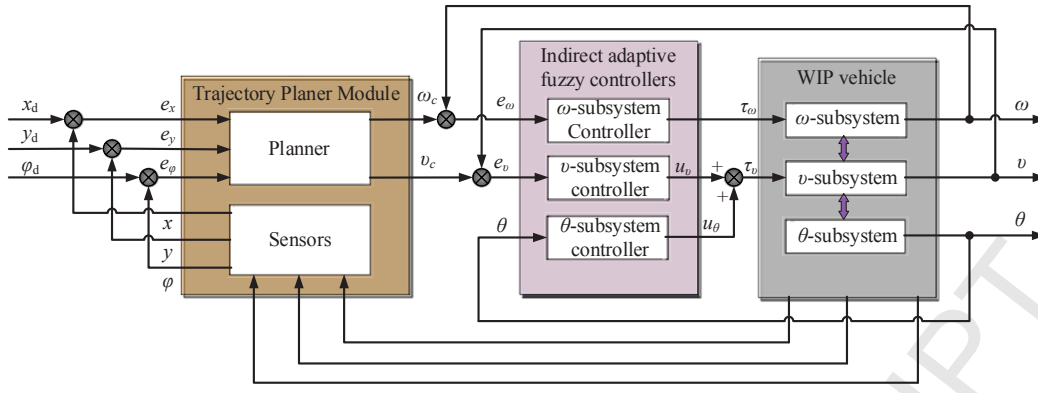 Indirect adaptive
fuzzy controllers
WIP vehicle
Trajectory Planer Module
x_d
y_d
φ_d
e_x
e_y
e_φ
Planner
ω_c
υ_c
e_ω
e_υ
ω-subsystem
Controller
υ-subsystem
controller
θ
θ-subsystem
controller
u_υ
u_θ
+
+
τ_ω
τ_υ
ω-subsystem
υ-subsystem
θ-subsystem
ω
υ
θ
x
y
φ
Sensors
IPT